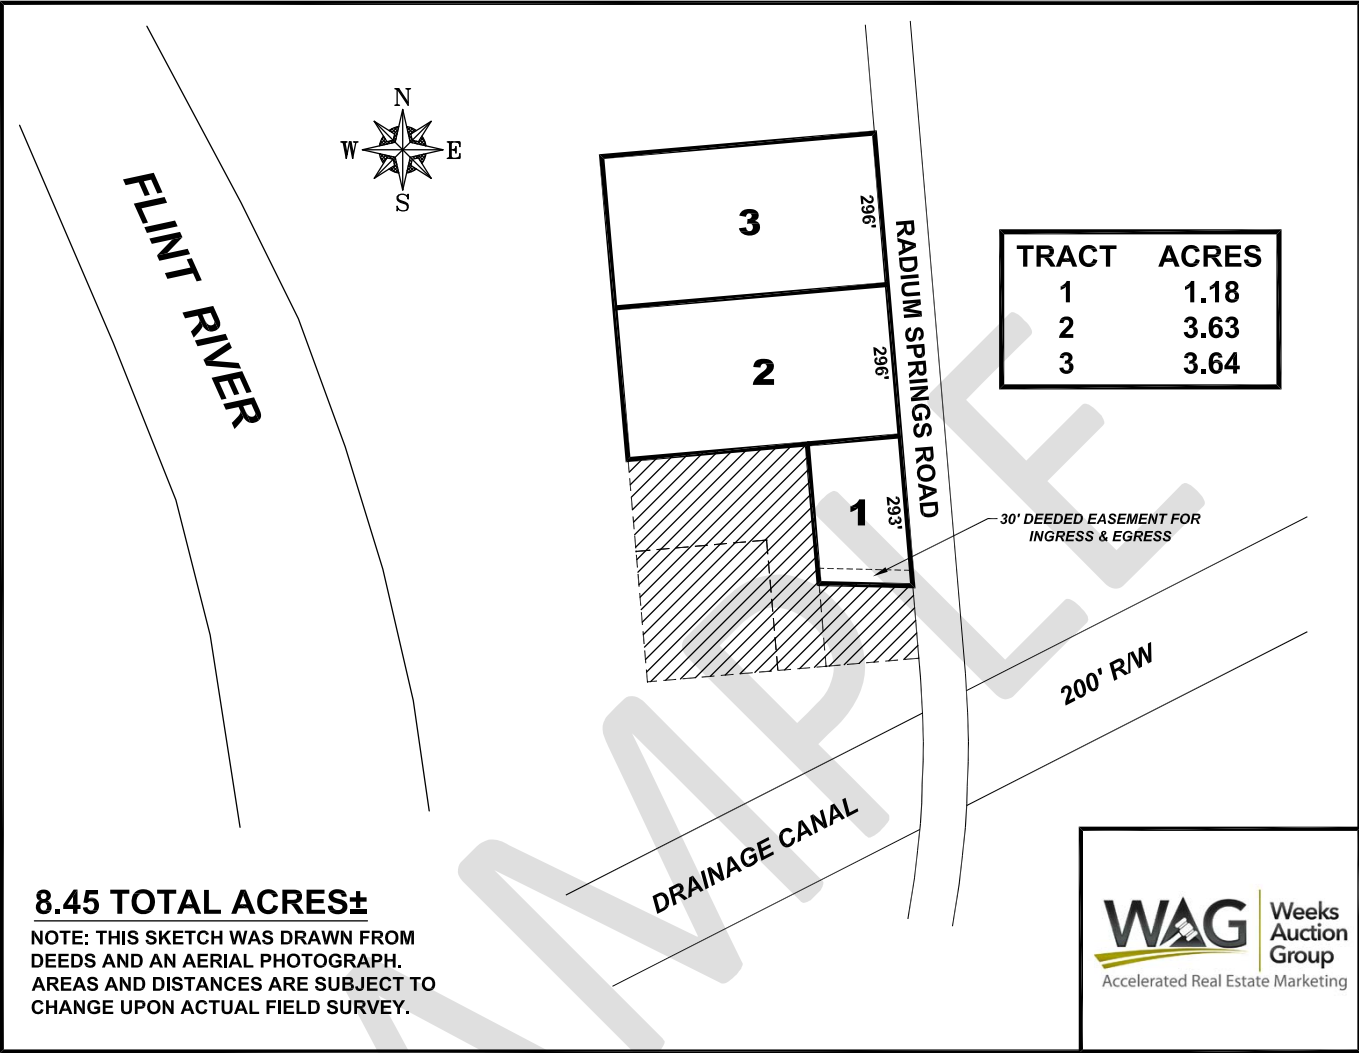 N
W E
S
FLINT RIVER
3
296'
2
296'
1
293'
RADIUM SPRINGS ROAD
TRACT ACRES
1 1.18
2 3.63
3 3.64
30' DEEDED EASEMENT FOR
INGRESS & EGRESS
200' R/W
DRAINAGE CANAL
8.45 TOTAL ACRES±
NOTE: THIS SKETCH WAS DRAWN FROM
DEEDS AND AN AERIAL PHOTOGRAPH.
AREAS AND DISTANCES ARE SUBJECT TO
CHANGE UPON ACTUAL FIELD SURVEY.
WAG
Weeks
Auction
Group
Accelerated Real Estate Marketing
AMPLE